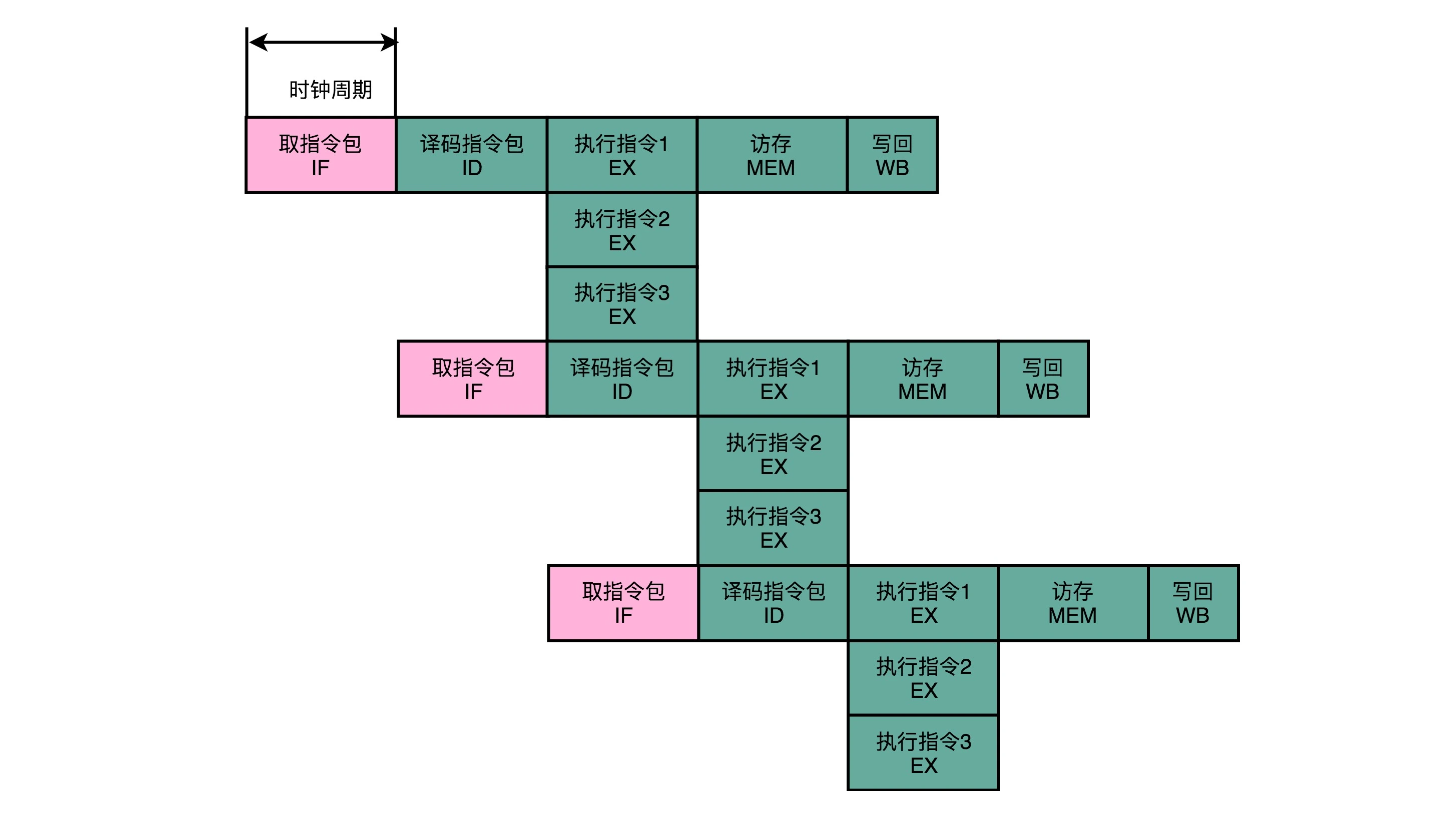 时钟周期
取指令包
IF
译码指令包
ID
执行指令1
EX
访存
MEM
写回
WB
执行指令2
EX
执行指令3
EX
取指令包
IF
译码指令包
ID
执行指令1
EX
访存
MEM
写回
WB
执行指令2
EX
执行指令3
EX
取指令包
IF
译码指令包
ID
执行指令1
EX
访存
MEM
写回
WB
执行指令2
EX
执行指令3
EX